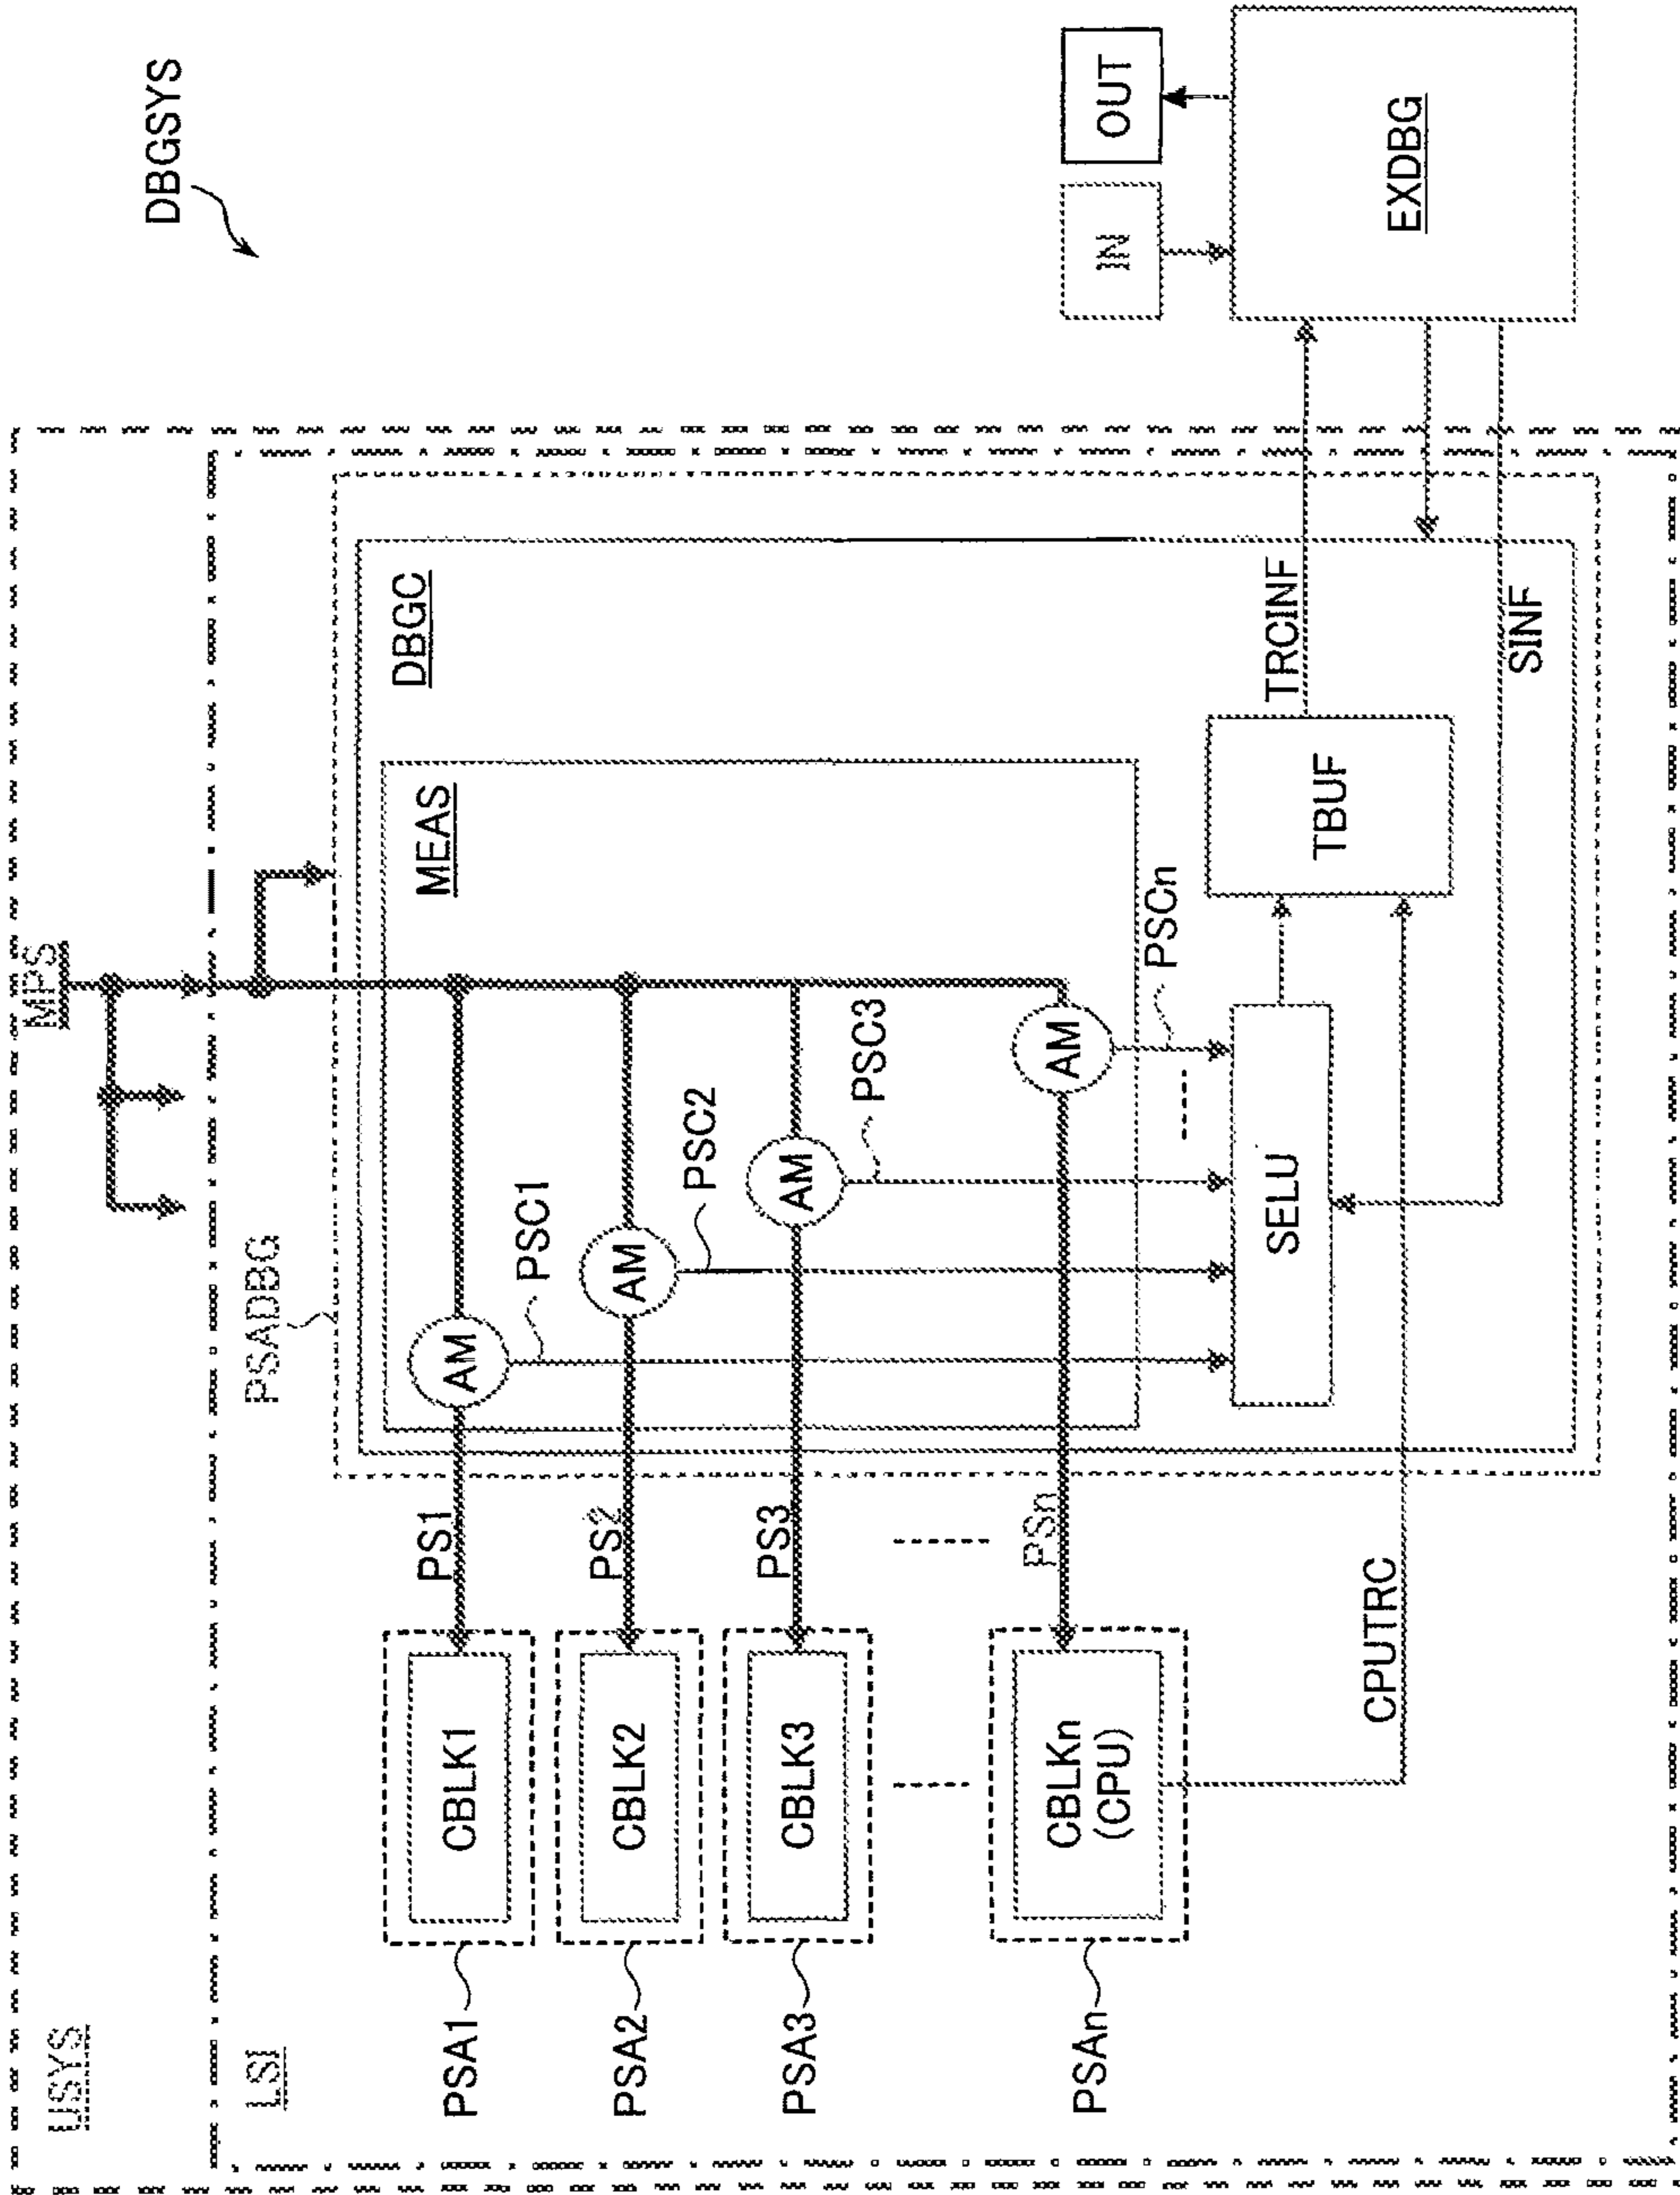 DBGSYS
USYS
MPS
LSI
PSADBG
PSA1
CBLK1
PS1
AM
PSC1
MEAS
DBGC
PSA2
CBLK2
PS2
AM
PSC2
PSA3
CBLK3
PS3
AM
PSC3
PSAn
CBLKn
(CPU)
PSn
AM
PSCn
SELU
TBUF
TRCINF
CPUTRC
SINF
IN
OUT
EXDBG